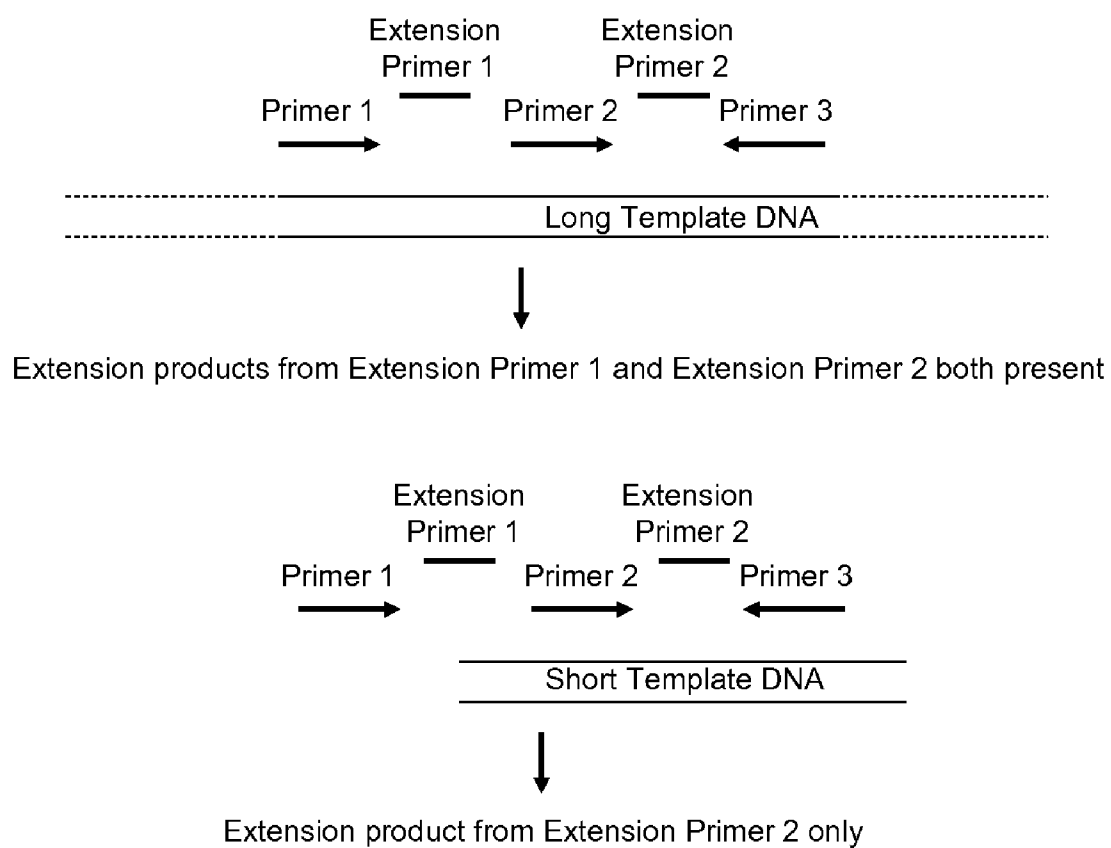 Extension
Primer 1
Extension
Primer 2
Primer 1
Primer 2
Primer 3
Long Template DNA
Extension products from Extension Primer 1 and Extension Primer 2 both present
Extension
Primer 1
Extension
Primer 2
Primer 1
Primer 2
Primer 3
Short Template DNA
Extension product from Extension Primer 2 only